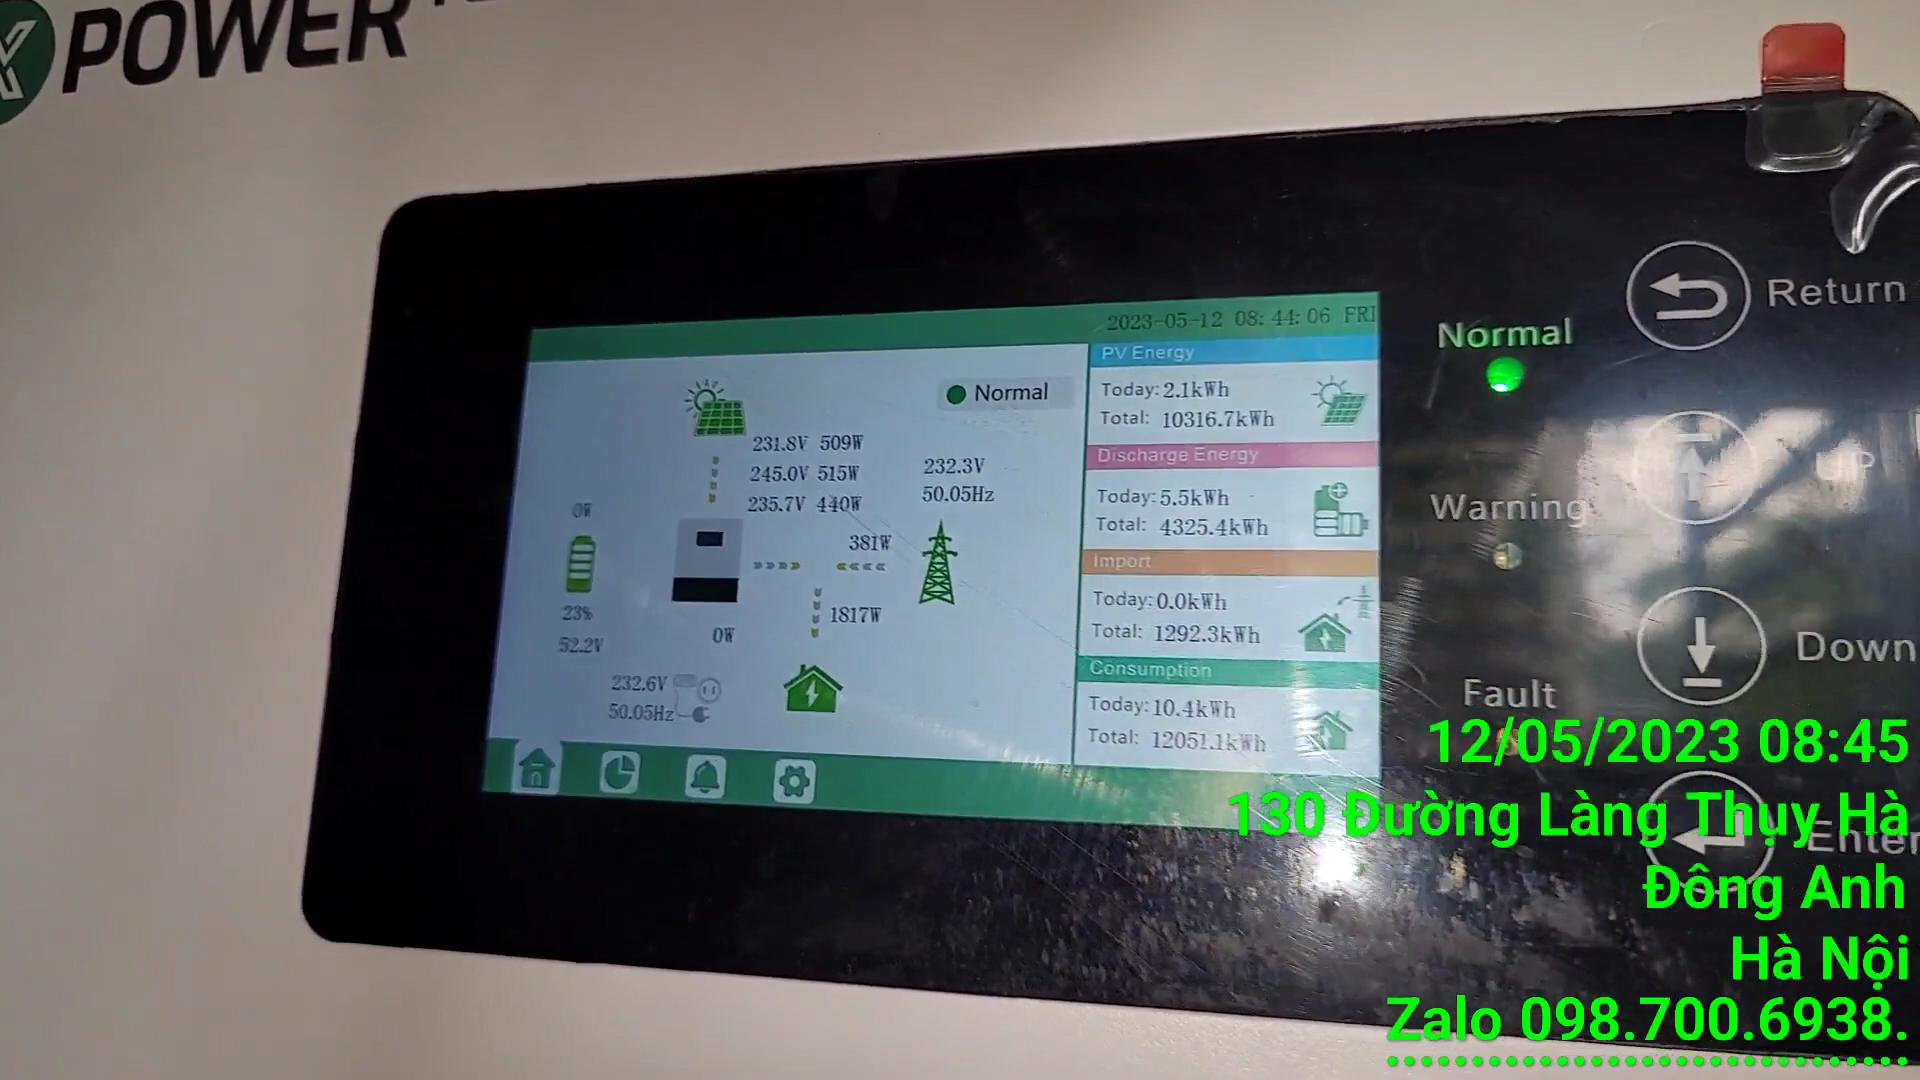 POWER
2023-05-12 08:44:06 FRI
Normal
231.8V 509W
245.0V 515W
235.7V 440W
232.3V
50.05Hz
0W
381W
23%
52.2V
0W
1817W
232.6V
50.05Hz
PV Energy
Today: 2.1kWh
Total: 10316.7kWh
Discharge Energy
Today: 5.5kWh
Total: 4325.4kWh
Import
Today: 0.0kWh
Total: 1292.3kWh
Consumption
Today: 10.4kWh
Total: 12051.1kWh
Normal
Warning
Fault
Return
UP
Down
Enter
12/05/2023 08:45
130 Đường Làng Thụy Hà
Đông Anh
Hà Nội
Zalo 098.700.6938.